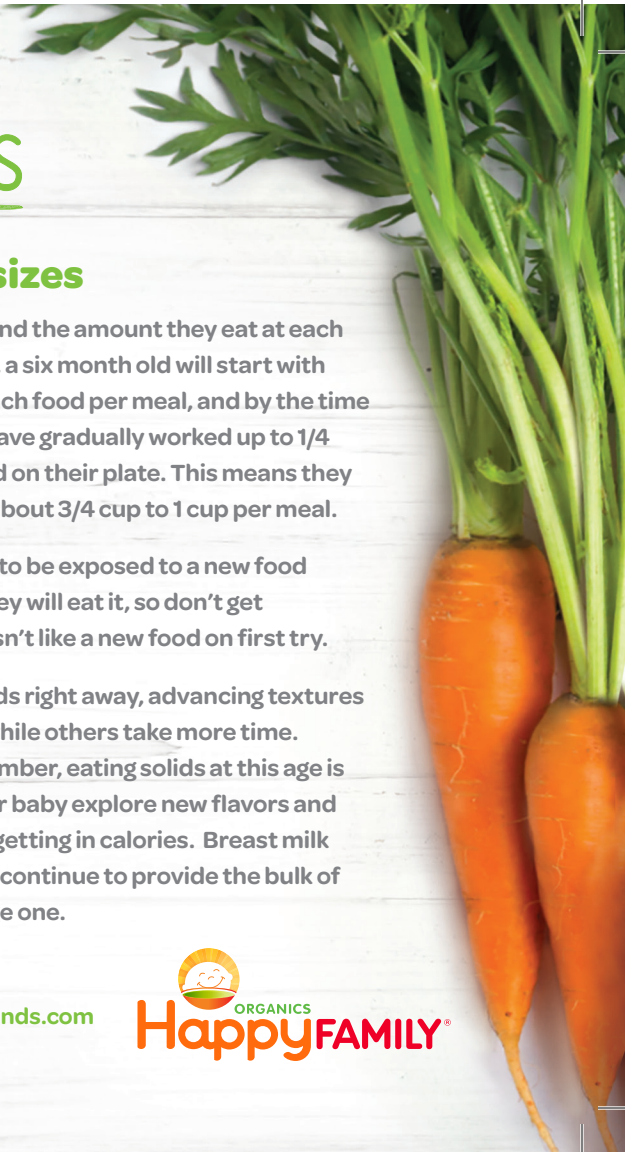 S
sizes
nd the amount they eat at each
a six month old will start with
ch food per meal, and by the time
ave gradually worked up to 1/4
d on their plate. This means they
bout 3/4 cup to 1 cup per meal.
to be exposed to a new food
ey will eat it, so don’t get
sn’t like a new food on first try.
ds right away, advancing textures
hile others take more time.
mber, eating solids at this age is
r baby explore new flavors and
getting in calories. Breast milk
continue to provide the bulk of
e one.
nds.com
ORGANICS
HappyFAMILY®